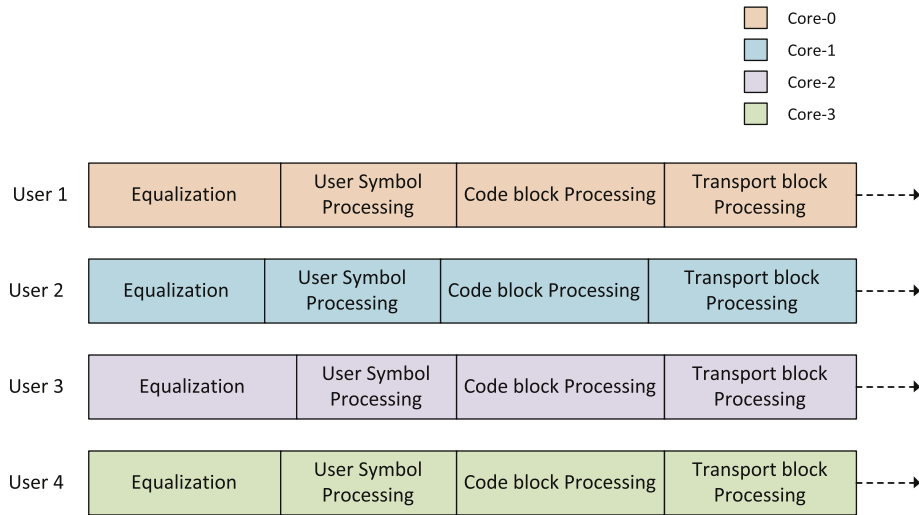 Core-0
Core-1
Core-2
Core-3
User 1
Equalization
User Symbol
Processing
Code block Processing
Transport block
Processing
User 2
Equalization
User Symbol
Processing
Code block Processing
Transport block
Processing
User 3
Equalization
User Symbol
Processing
Code block Processing
Transport block
Processing
User 4
Equalization
User Symbol
Processing
Code block Processing
Transport block
Processing